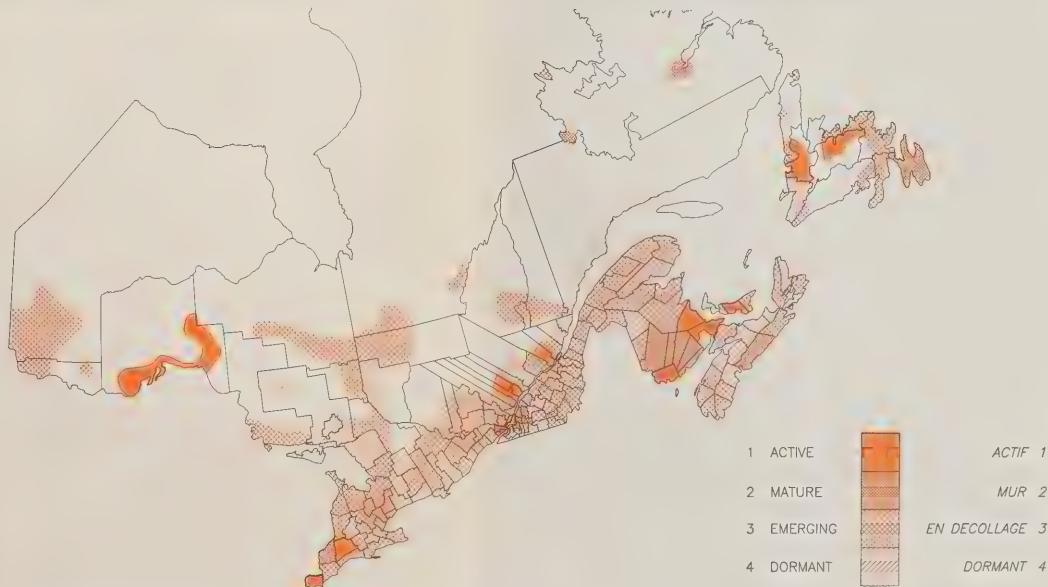 1 ACTIVE ACTIF 1
2 MATURE MUR 2
3 EMERGING EN DECOLLAGE 3
4 DORMANT DORMANT 4